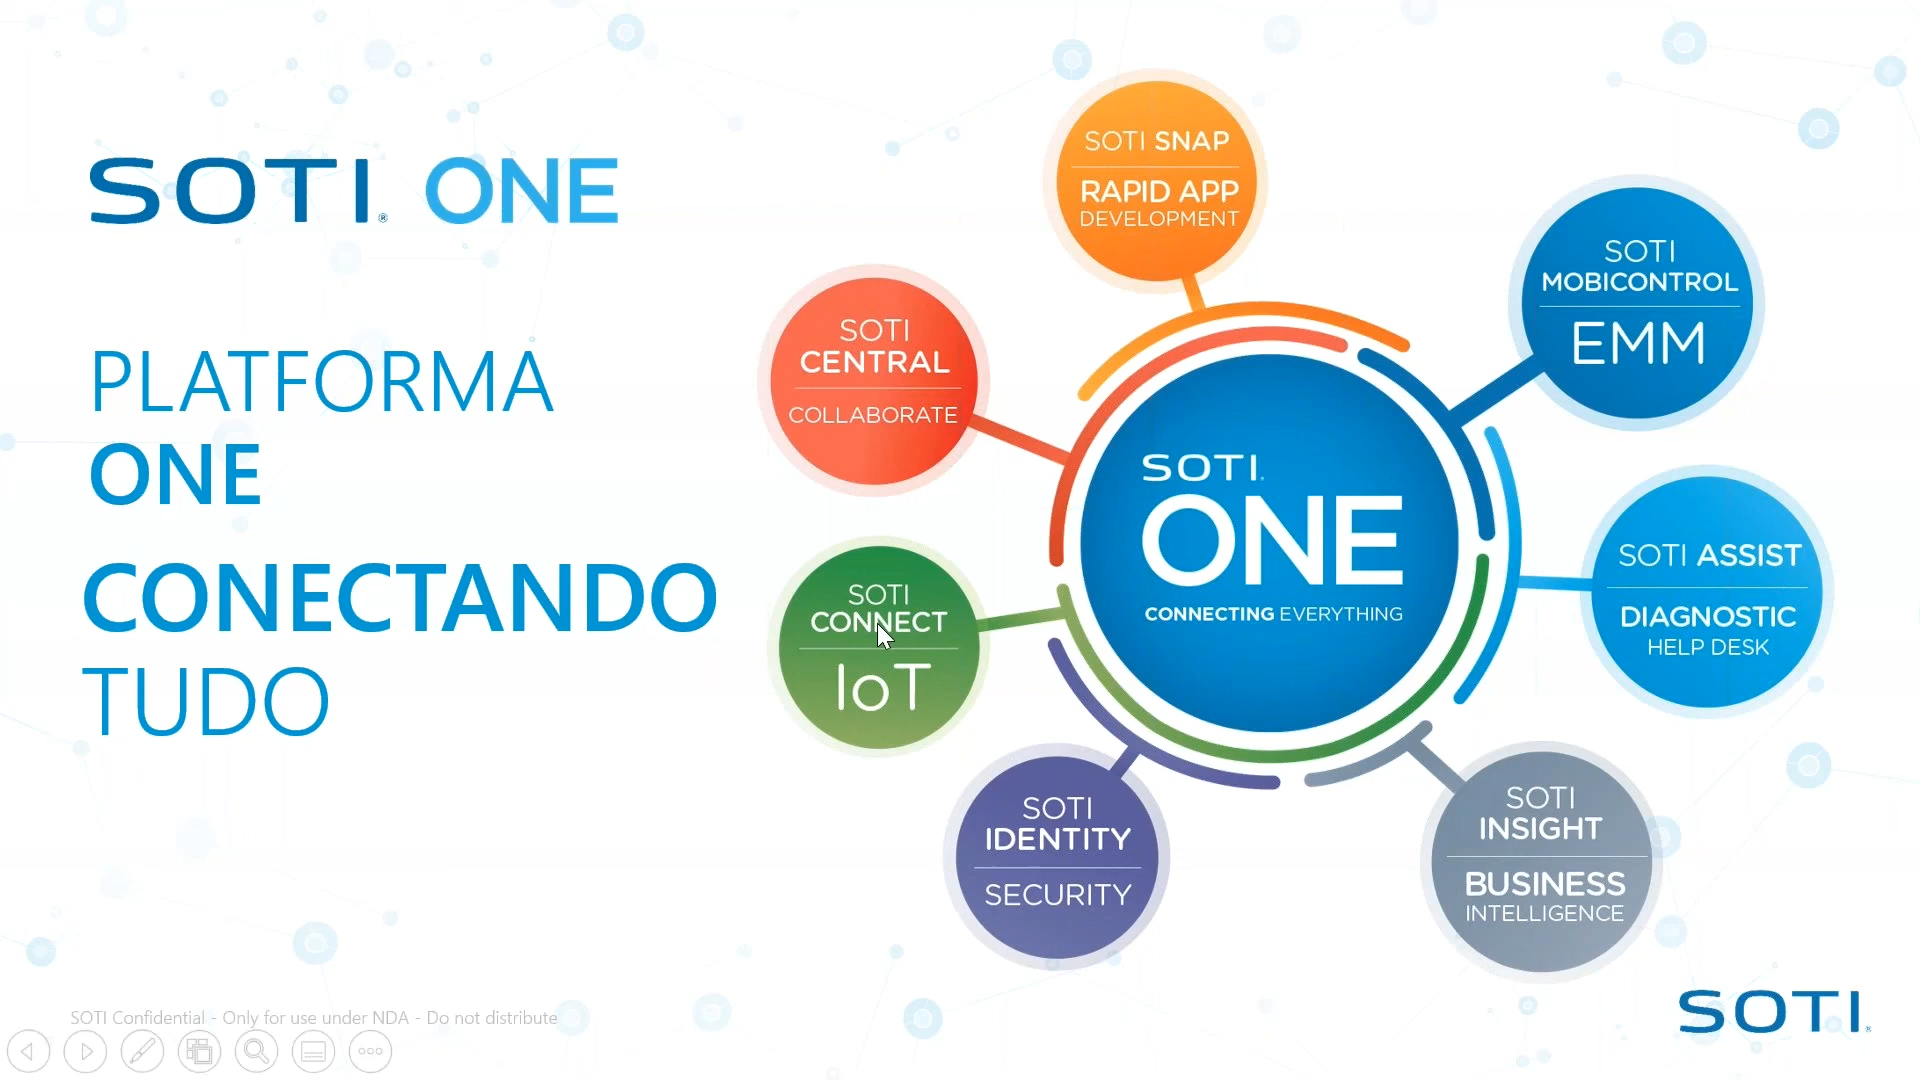 SOTI® ONE
PLATFORMA
ONE
CONECTANDO
TUDO
SOTI SNAP
RAPID APP
DEVELOPMENT
SOTI
MOBICONTROL
EMM
SOTI
CENTRAL
COLLABORATE
SOTI
ONE
CONNECTING EVERYTHING
SOTI ASSIST
DIAGNOSTIC
HELP DESK
SOTI
CONNECT
IoT
SOTI
IDENTITY
SECURITY
SOTI
INSIGHT
BUSINESS
INTELLIGENCE
SOTI Confidential - Only for use under NDA - Do not distribute
SOTI®